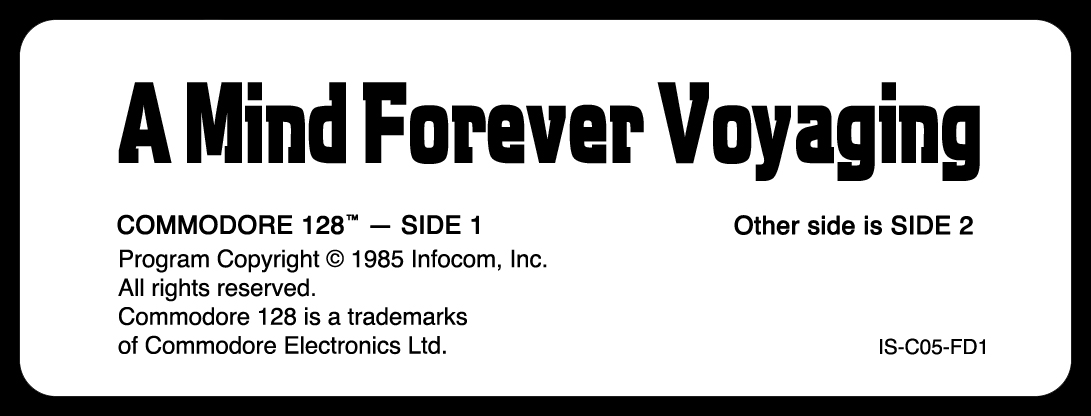 A Mind Forever Voyaging
COMMODORE 128™ — SIDE 1
Other side is SIDE 2
Program Copyright © 1985 Infocom, Inc.
All rights reserved.
Commodore 128 is a trademarks
of Commodore Electronics Ltd.
IS-C05-FD1